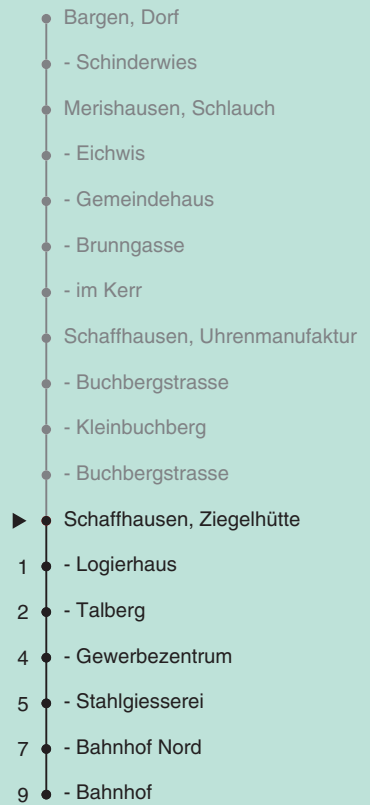 Bargen, Dorf
- Schinderwies
Merishausen, Schlauch
- Eichwis
- Gemeindehaus
- Brunngasse
- im Kerr
Schaffhausen, Uhrenmanufaktur
- Buchbergstrasse
- Kleinbuchberg
- Buchbergstrasse
Schaffhausen, Ziegelhütte
1 - Logierhaus
2 - Talberg
4 - Gewerbezentrum
5 - Stahlgiesserei
7 - Bahnhof Nord
9 - Bahnhof